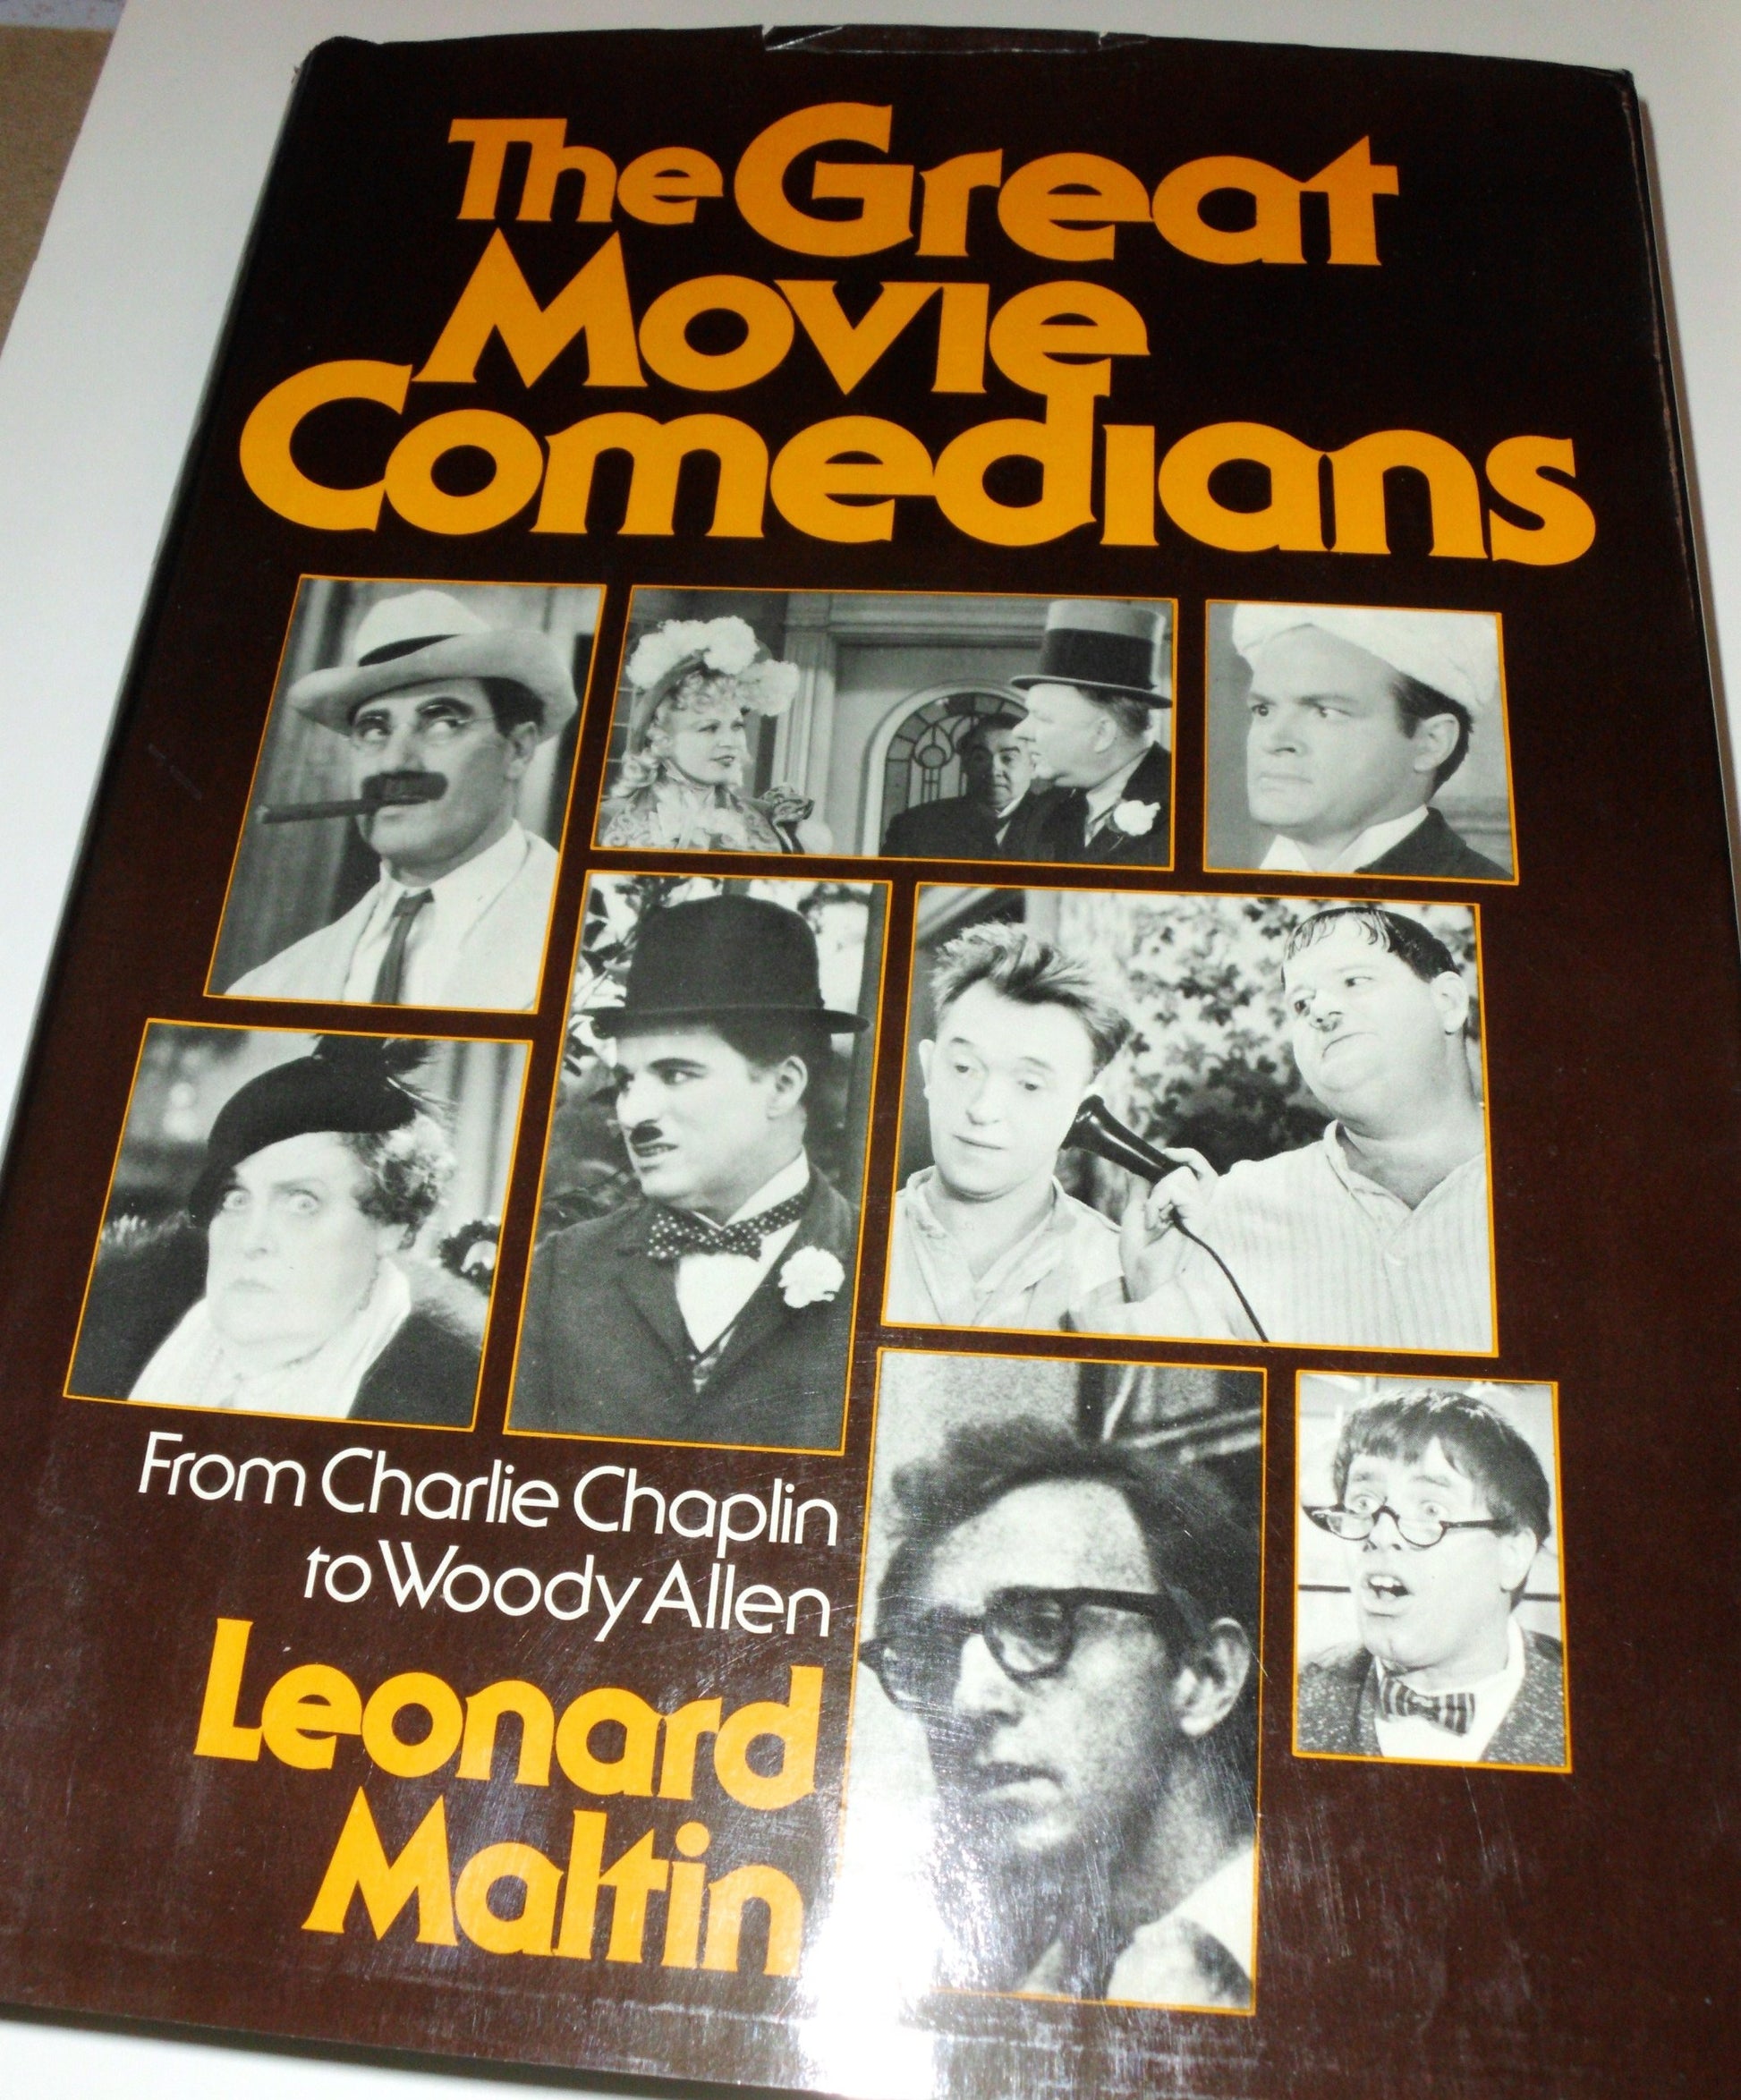 The Great
Movie
Comedians
From Charlie Chaplin
to Woody Allen
Leonard
Maltin